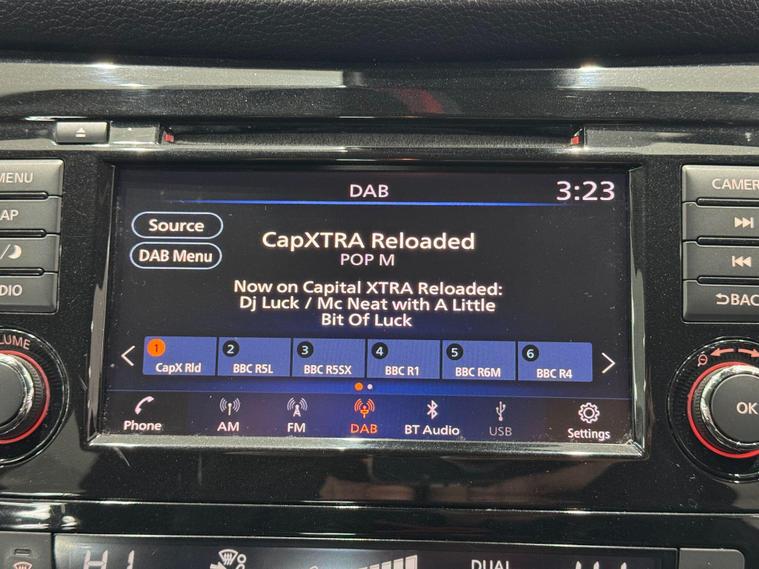 DAB
3:23
MENU
CAMER
Source
CapXTRA Reloaded
POP M
DAB Menu
AP
Now on Capital XTRA Reloaded:
Dj Luck / Mc Neat with A Little
Bit Of Luck
DIO
BAC
LUME
1
2
3
4
5
6
CapX Rld
BBC R5L
BBC R5SX
BBC R1
BBC R6M
BBC R4
OK
Phone
AM
FM
DAB
BT Audio
USB
Settings
DUAL